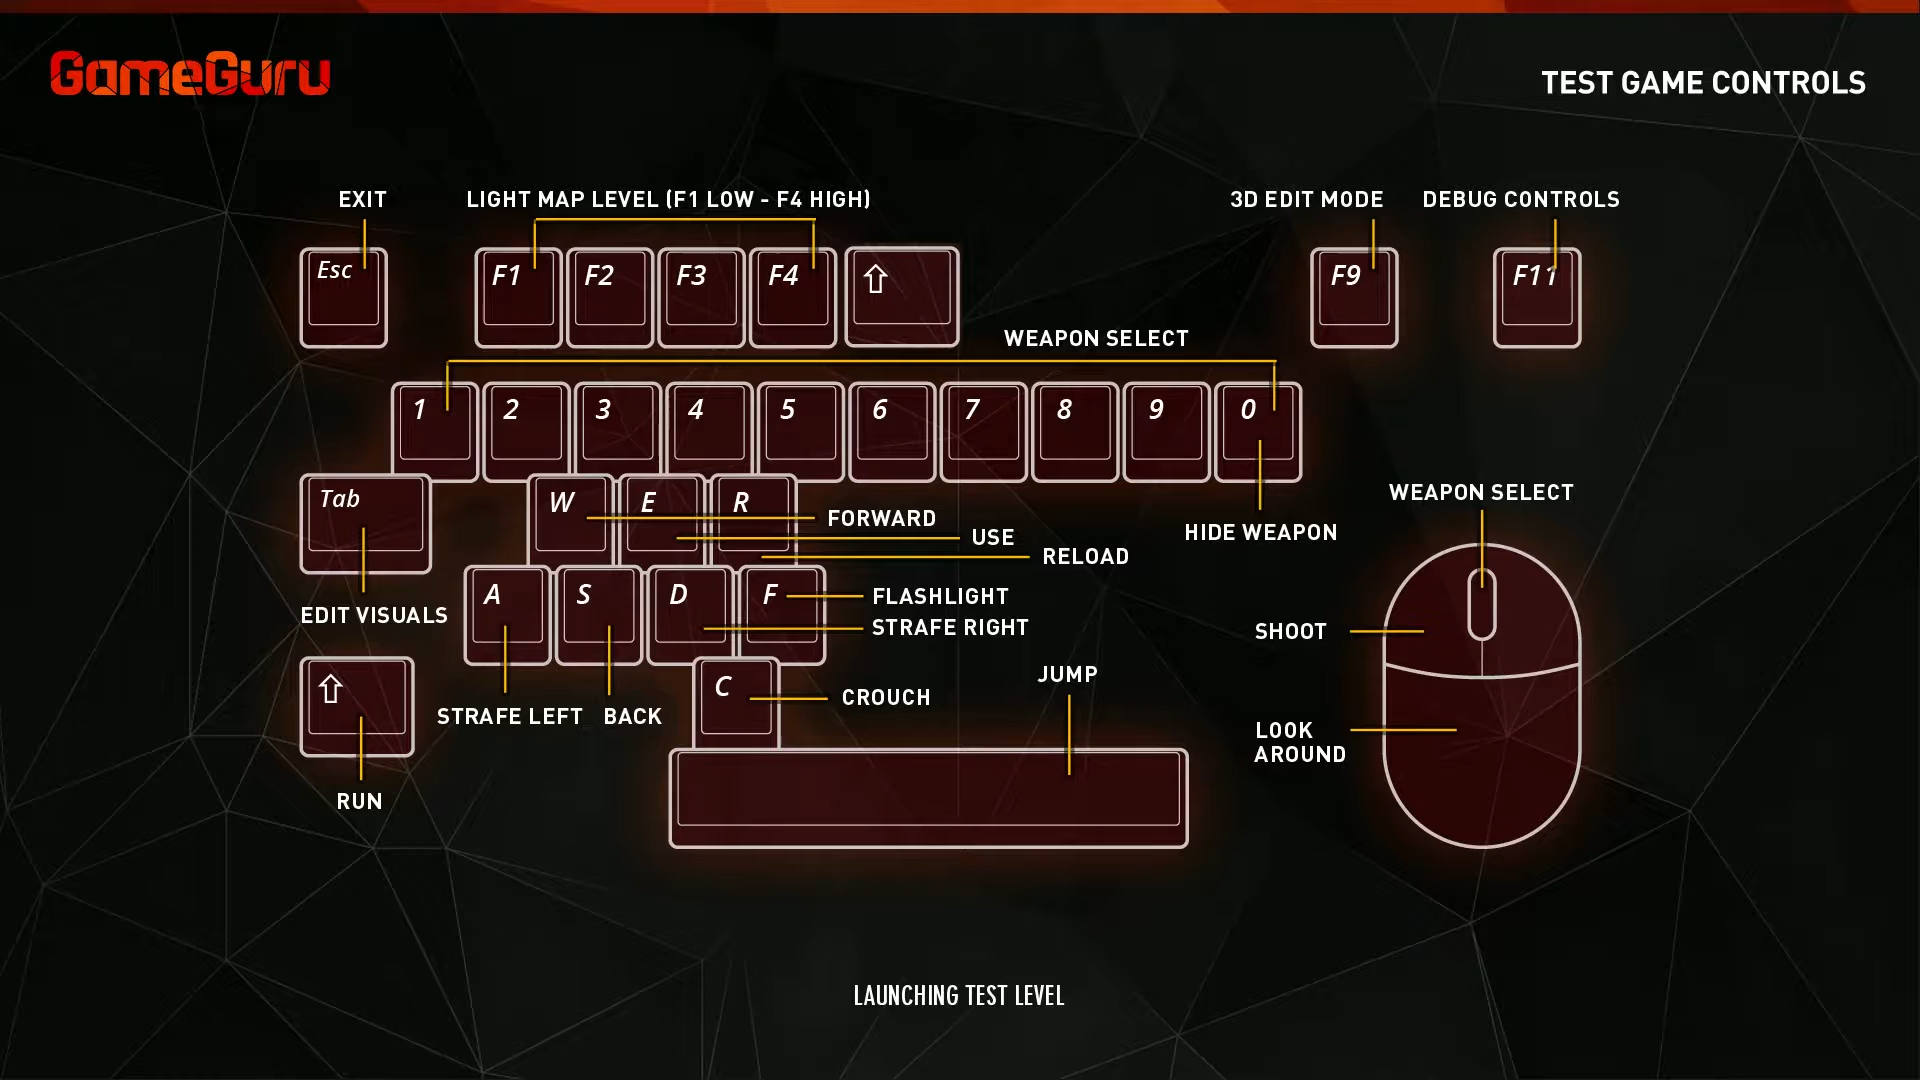 GameGuru
TEST GAME CONTROLS
EXIT
LIGHT MAP LEVEL (F1 LOW - F4 HIGH)
3D EDIT MODE
DEBUG CONTROLS
Esc
F1
F2
F3
F4
F9
F11
WEAPON SELECT
1
2
3
4
5
6
7
8
9
0
Tab
W
E
R
FORWARD
USE
RELOAD
HIDE WEAPON
WEAPON SELECT
EDIT VISUALS
A
S
D
F
FLASHLIGHT
STRAFE RIGHT
SHOOT
STRAFE LEFT
BACK
C
CROUCH
JUMP
LOOK
AROUND
RUN
LAUNCHING TEST LEVEL